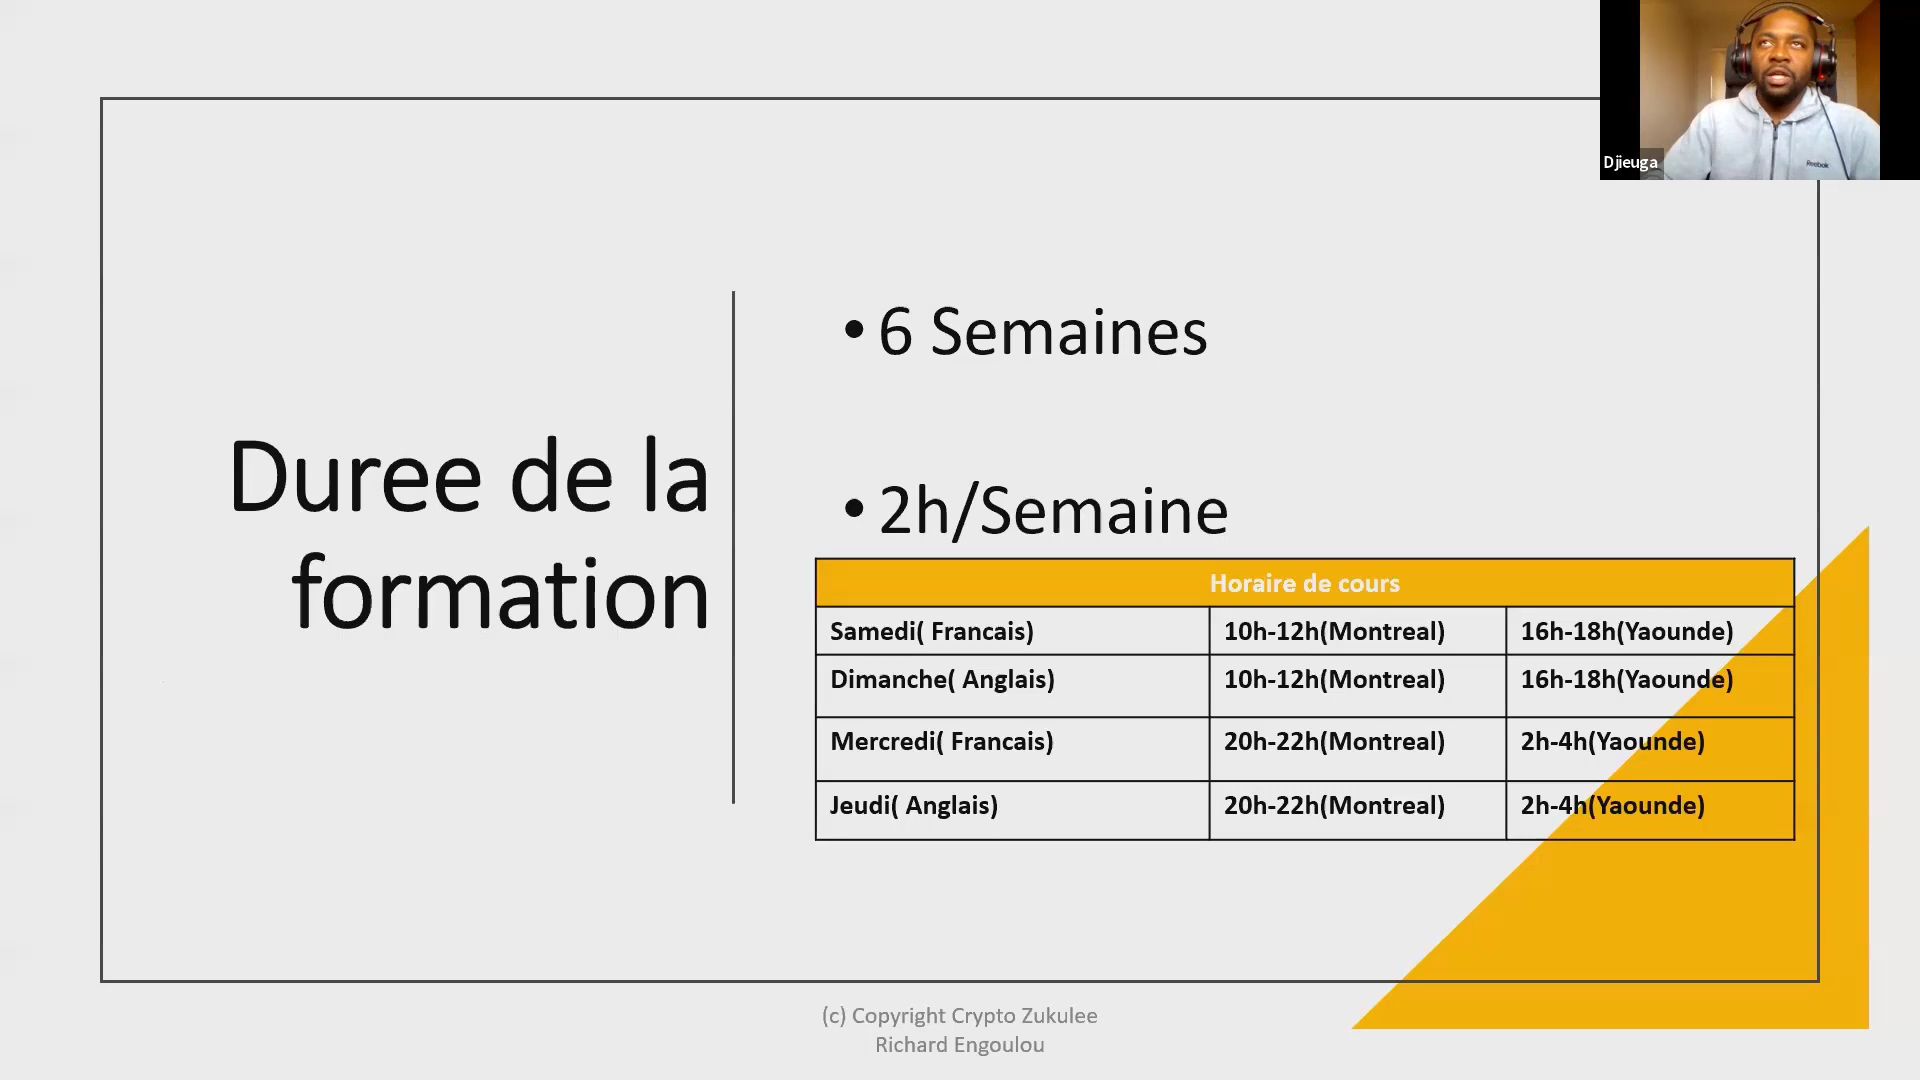 Reebok
Djieuga
Duree de la
formation
• 6 Semaines
• 2h/Semaine
Horaire de cours
Samedi( Francais) 10h-12h(Montreal) 16h-18h(Yaounde)
Dimanche( Anglais) 10h-12h(Montreal) 16h-18h(Yaounde)
Mercredi( Francais) 20h-22h(Montreal) 2h-4h(Yaounde)
Jeudi( Anglais) 20h-22h(Montreal) 2h-4h(Yaounde)
(c) Copyright Crypto Zukulee
Richard Engoulou